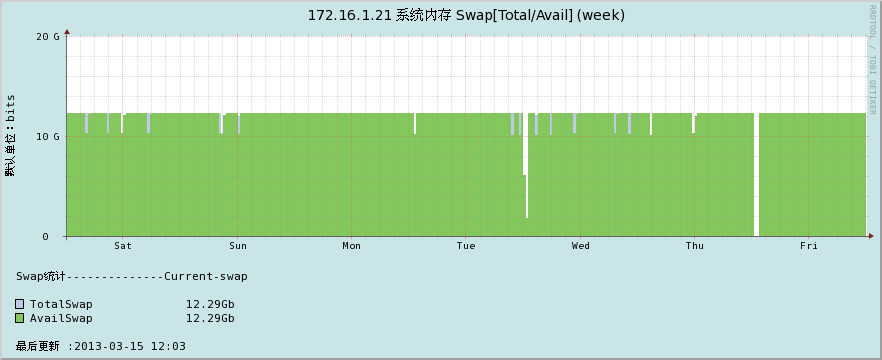 172.16.1.21 系统内存 Swap[Total/Avail] (week)
RRDTOOL / TOBI OETIKER
默认单位：bits
20 G
10 G
0
Sat Sun Mon Tue Wed Thu Fri
Swap统计--------------Current-swap
TotalSwap 12.29Gb
AvailSwap 12.29Gb
最后更新 :2013-03-15 12:03